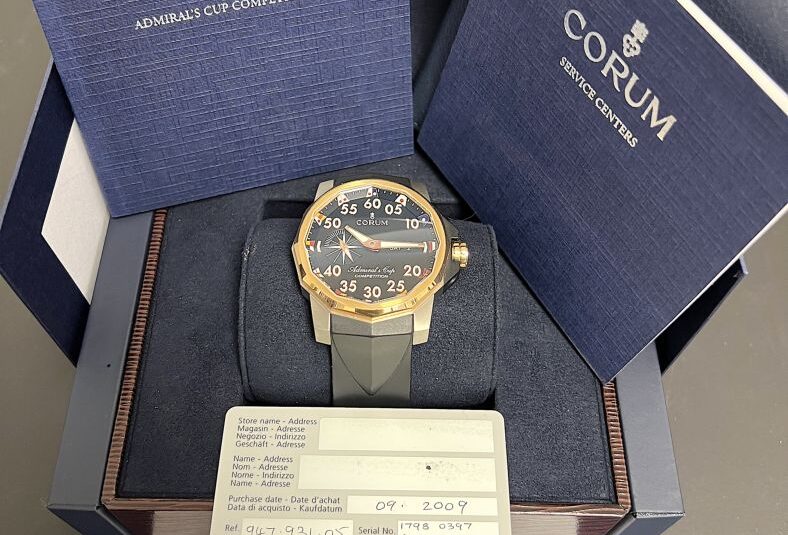 ADMIRAL'S CUP
CORUM
SERVICE CENTERS
55 60 05
50 CORUM 10
Admiral's Cup
COMPETITION
40 20
35 30 25
Store name - Address
Magasin - Adresse
Negozio - Indirizzo
Geschäft - Adresse
Name - Address
Nom - Adresse
Nome - Indirizzo
Name - Adresse
Purchase date - Date d'achat
Data di acquisto - Kaufdatum
09. 2009
Ref. 947.931.05 Serial No. 1798 0397